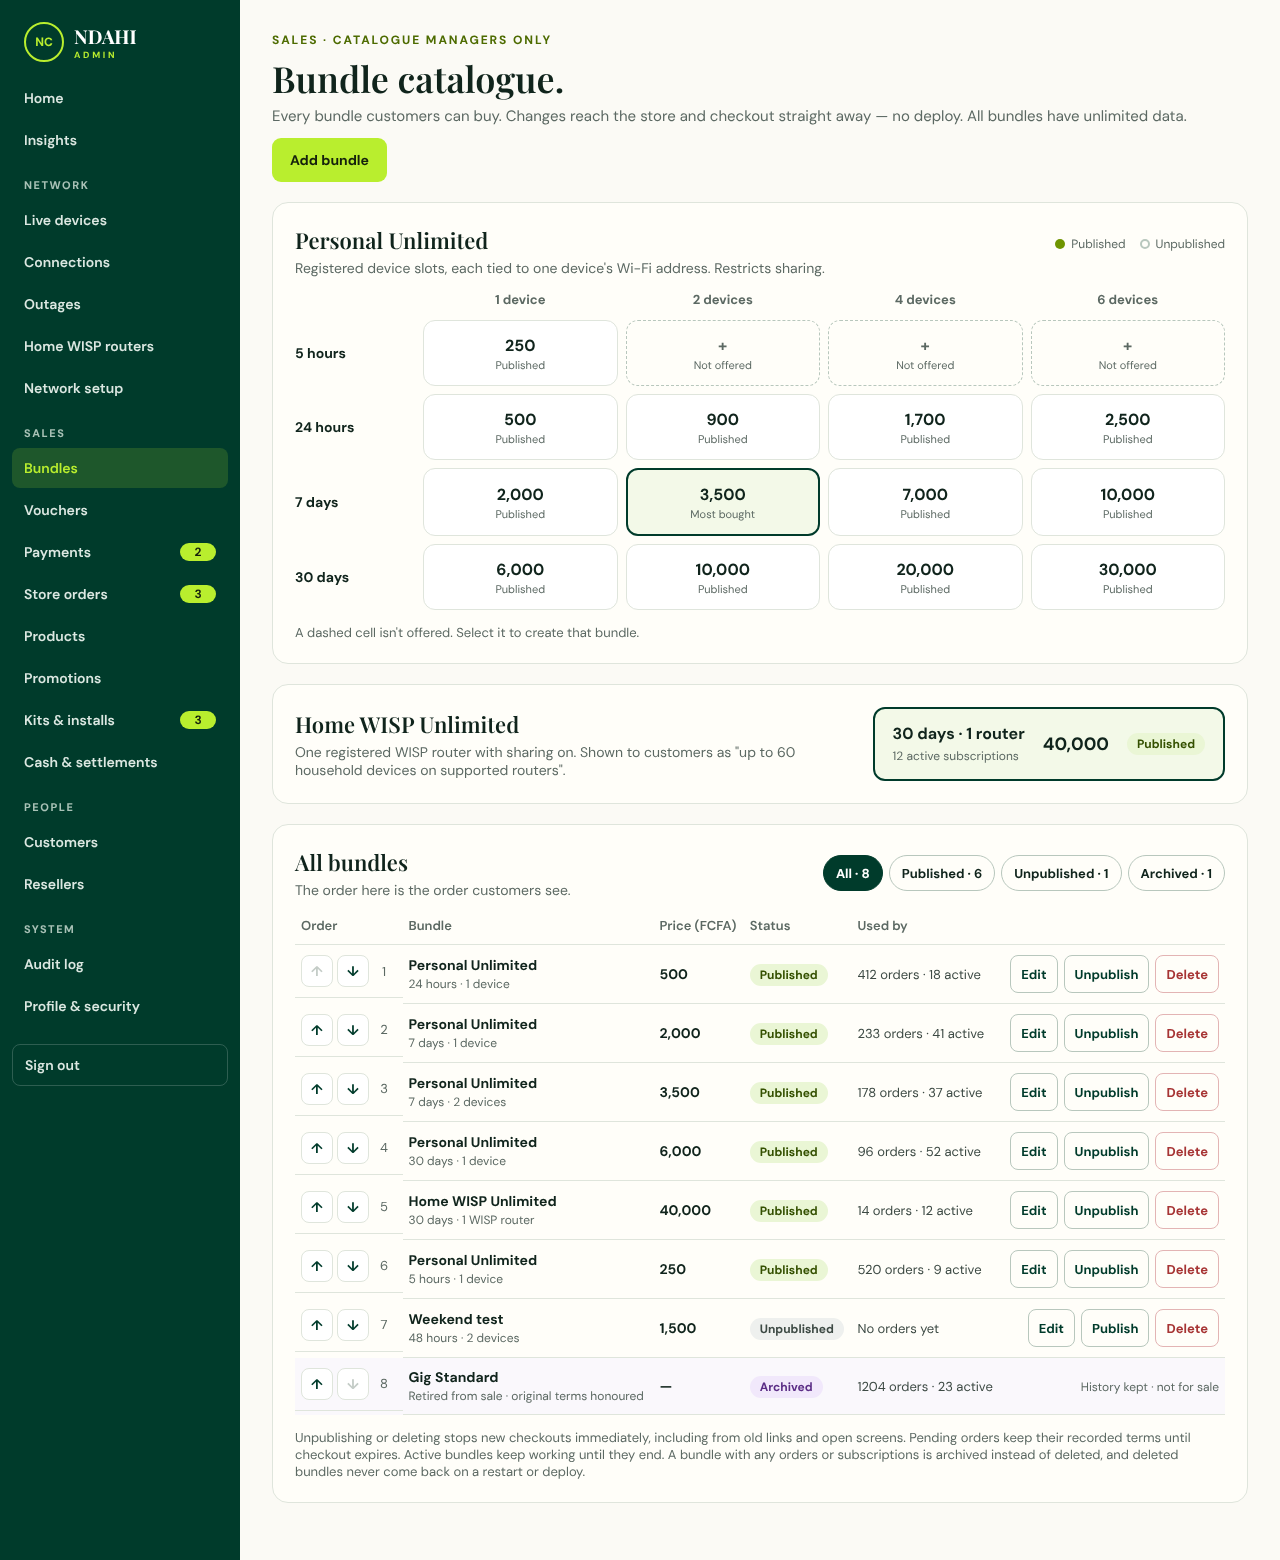 NC
NDAHI
ADMIN
Home
Insights
NETWORK
Live devices
Connections
Outages
Home WISP routers
Network setup
SALES
Bundles
Vouchers
Payments 2
Store orders 3
Products
Promotions
Kits & installs 3
Cash & settlements
PEOPLE
Customers
Resellers
SYSTEM
Audit log
Profile & security
Sign out
SALES · CATALOGUE MANAGERS ONLY
Bundle catalogue.
Every bundle customers can buy. Changes reach the store and checkout straight away — no deploy. All bundles have unlimited data.
Add bundle
Personal Unlimited
Published Unpublished
Registered device slots, each tied to one device's Wi-Fi address. Restricts sharing.
1 device 2 devices 4 devices 6 devices
5 hours
250 + + +
Published Not offered Not offered Not offered
24 hours
500 900 1,700 2,500
Published Published Published Published
7 days
2,000 3,500 7,000 10,000
Published Most bought Published Published
30 days
6,000 10,000 20,000 30,000
Published Published Published Published
A dashed cell isn't offered. Select it to create that bundle.
Home WISP Unlimited
One registered WISP router with sharing on. Shown to customers as "up to 60
household devices on supported routers".
30 days · 1 router
12 active subscriptions
40,000
Published
All bundles
The order here is the order customers see.
All · 8 Published · 6 Unpublished · 1 Archived · 1
Order Bundle Price (FCFA) Status Used by
↑ ↓ 1 Personal Unlimited 500 Published 412 orders · 18 active Edit Unpublish Delete
24 hours · 1 device
↑ ↓ 2 Personal Unlimited 2,000 Published 233 orders · 41 active Edit Unpublish Delete
7 days · 1 device
↑ ↓ 3 Personal Unlimited 3,500 Published 178 orders · 37 active Edit Unpublish Delete
7 days · 2 devices
↑ ↓ 4 Personal Unlimited 6,000 Published 96 orders · 52 active Edit Unpublish Delete
30 days · 1 device
↑ ↓ 5 Home WISP Unlimited 40,000 Published 14 orders · 12 active Edit Unpublish Delete
30 days · 1 WISP router
↑ ↓ 6 Personal Unlimited 250 Published 520 orders · 9 active Edit Unpublish Delete
5 hours · 1 device
↑ ↓ 7 Weekend test 1,500 Unpublished No orders yet Edit Publish Delete
48 hours · 2 devices
↑ ↓ 8 Gig Standard — Archived 1204 orders · 23 active History kept · not for sale
Retired from sale · original terms honoured
Unpublishing or deleting stops new checkouts immediately, including from old links and open screens. Pending orders keep their recorded terms until
checkout expires. Active bundles keep working until they end. A bundle with any orders or subscriptions is archived instead of deleted, and deleted
bundles never come back on a restart or deploy.